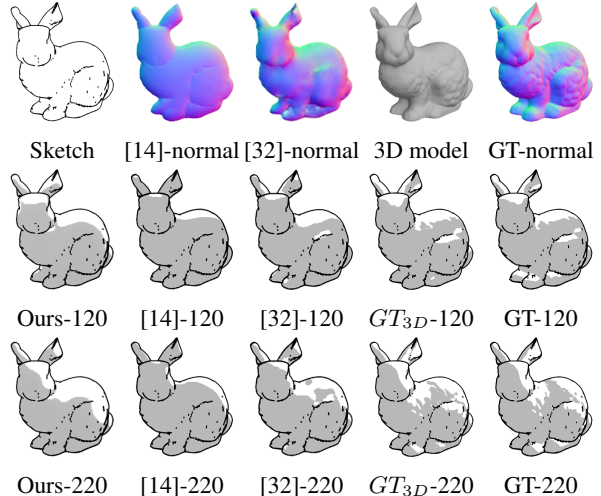 Sketch [14]-normal [32]-normal 3D model GT-normal
Ours-120 [14]-120 [32]-120 GT3D-120 GT-120
Ours-220 [14]-220 [32]-220 GT3D-220 GT-220